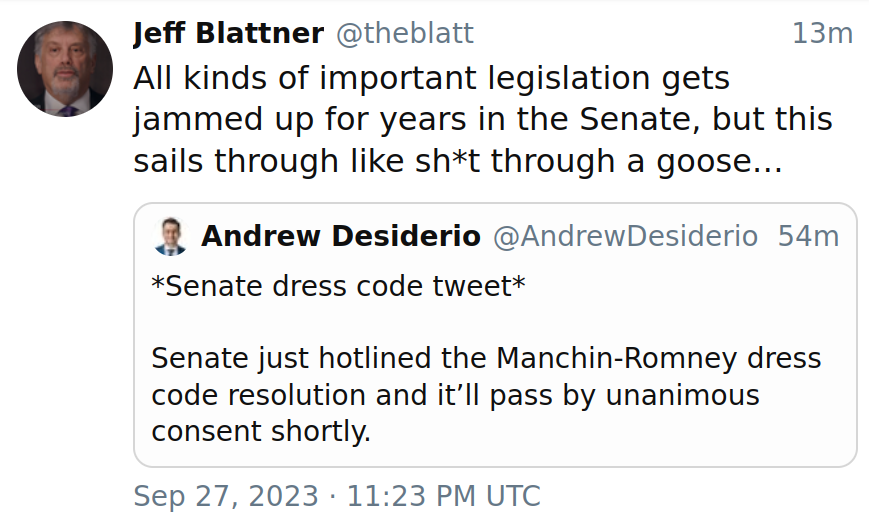 Jeff Blattner @theblatt 13m
All kinds of important legislation gets
jammed up for years in the Senate, but this
sails through like sh*t through a goose...
Andrew Desiderio @AndrewDesiderio 54m
*Senate dress code tweet*
Senate just hotlined the Manchin-Romney dress
code resolution and it’ll pass by unanimous
consent shortly.
Sep 27, 2023 · 11:23 PM UTC